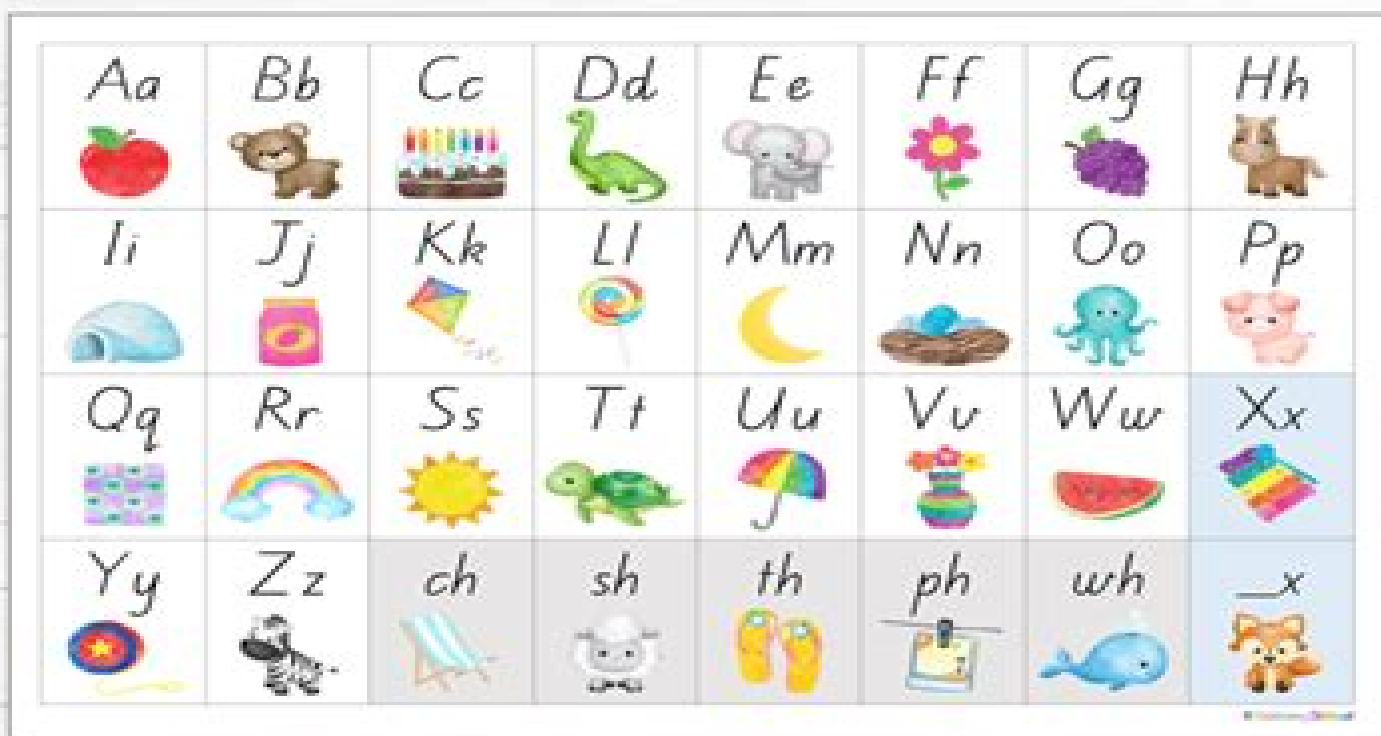 Aa Bb Cc Dd Ee Ff Gg Hh
Ii Jj Kk Ll Mm Nn Oo Pp
Qq Rr Ss Tt Uu Vv Ww Xx
Yy Zz ch sh th ph wh _x